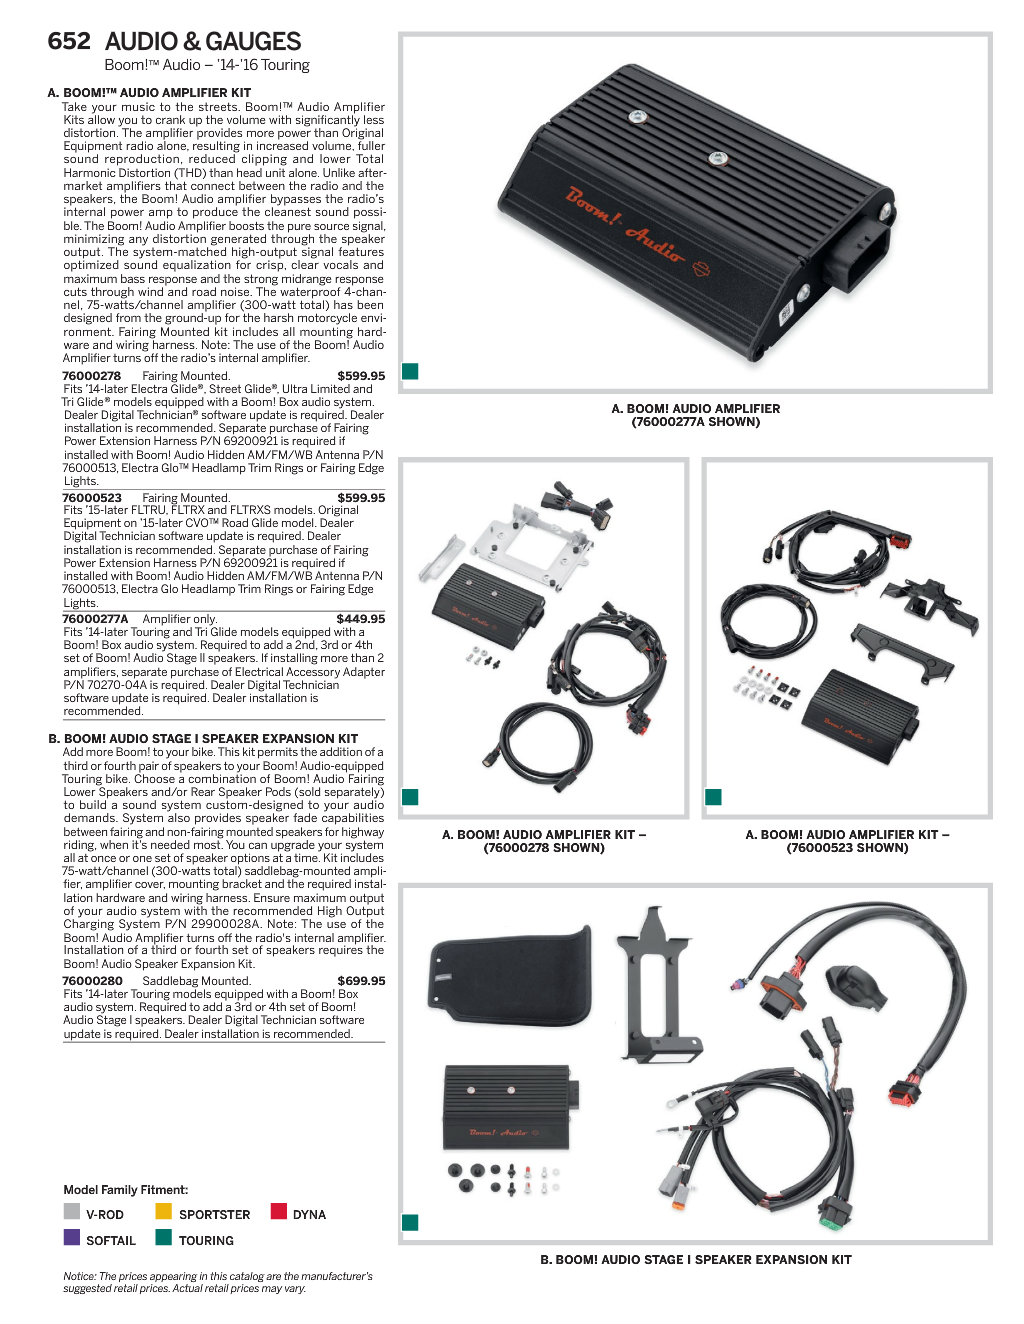 652 AUDIO & GAUGES
Boom!™ Audio – '14-'16 Touring
A. BOOM!™ AUDIO AMPLIFIER KIT
Take your music to the streets. Boom!™ Audio Amplifier
Kits allow you to crank up the volume with significantly less
distortion. The amplifier provides more power than Original
Equipment radio alone, resulting in increased volume, fuller
sound reproduction, reduced clipping and lower Total
Harmonic Distortion (THD) than head unit alone. Unlike after-
market amplifiers that connect between the radio and the
speakers, the Boom! Audio amplifier bypasses the radio's
internal power amp to produce the cleanest sound possi-
ble. The Boom! Audio Amplifier boosts the pure source signal,
minimizing any distortion generated through the speaker
output. The system-matched high-output signal features
optimized sound equalization for crisp, clear vocals and
maximum bass response and the strong midrange response
cuts through wind and road noise. The waterproof 4-chan-
nel, 75-watts/channel amplifier (300-watt total) has been
designed from the ground-up for the harsh motorcycle envi-
ronment. Fairing Mounted kit includes all mounting hard-
ware and wiring harness. Note: The use of the Boom! Audio
Amplifier turns off the radio's internal amplifier.
76000278 Fairing Mounted. $599.95
Fits '14-later Electra Glide®, Street Glide®, Ultra Limited and
Tri Glide® models equipped with a Boom! Box audio system.
Dealer Digital Technician® software update is required. Dealer
installation is recommended. Separate purchase of Fairing
Power Extension Harness P/N 69200921 is required if
installed with Boom! Audio Hidden AM/FM/WB Antenna P/N
76000513, Electra Glo™ Headlamp Trim Rings or Fairing Edge
Lights.
76000523 Fairing Mounted. $599.95
Fits '15-later FLTRU, FLTRX and FLTRXS models. Original
Equipment on '15-later CVO™ Road Glide model. Dealer
Digital Technician software update is required. Dealer
installation is recommended. Separate purchase of Fairing
Power Extension Harness P/N 69200921 is required if
installed with Boom! Audio Hidden AM/FM/WB Antenna P/N
76000513, Electra Glo Headlamp Trim Rings or Fairing Edge
Lights.
76000277A Amplifier only. $449.95
Fits '14-later Touring and Tri Glide models equipped with a
Boom! Box audio system. Required to add a 2nd, 3rd or 4th
set of Boom! Audio Stage II speakers. If installing more than 2
amplifiers, separate purchase of Electrical Accessory Adapter
P/N 70270-04A is required. Dealer Digital Technician
software update is required. Dealer installation is
recommended.
B. BOOM! AUDIO STAGE I SPEAKER EXPANSION KIT
Add more Boom! to your bike. This kit permits the addition of a
third or fourth pair of speakers to your Boom! Audio-equipped
Touring bike. Choose a combination of Boom! Audio Fairing
Lower Speakers and/or Rear Speaker Pods (sold separately)
to build a sound system custom-designed to your audio
demands. System also provides speaker fade capabilities
between fairing and non-fairing mounted speakers for highway
riding, when it's needed most. You can upgrade your system
all at once or one set of speaker options at a time. Kit includes
75-watt/channel (300-watts total) saddlebag-mounted ampli-
fier, amplifier cover, mounting bracket and the required instal-
lation hardware and wiring harness. Ensure maximum output
of your audio system with the recommended High Output
Charging System P/N 29900028A. Note: The use of the
Boom! Audio Amplifier turns off the radio's internal amplifier.
Installation of a third or fourth set of speakers requires the
Boom! Audio Speaker Expansion Kit.
76000280 Saddlebag Mounted. $699.95
Fits '14-later Touring models equipped with a Boom! Box
audio system. Required to add a 3rd or 4th set of Boom!
Audio Stage I speakers. Dealer Digital Technician software
update is required. Dealer installation is recommended.
Model Family Fitment:
V-ROD SPORTSTER DYNA
SOFTAIL TOURING
Notice: The prices appearing in this catalog are the manufacturer's
suggested retail prices. Actual retail prices may vary.
Boom! Audio
A. BOOM! AUDIO AMPLIFIER
(76000277A SHOWN)
Boom! Audio
A. BOOM! AUDIO AMPLIFIER KIT –
(76000278 SHOWN)
Boom! Audio
A. BOOM! AUDIO AMPLIFIER KIT –
(76000523 SHOWN)
Boom! Audio
B. BOOM! AUDIO STAGE I SPEAKER EXPANSION KIT